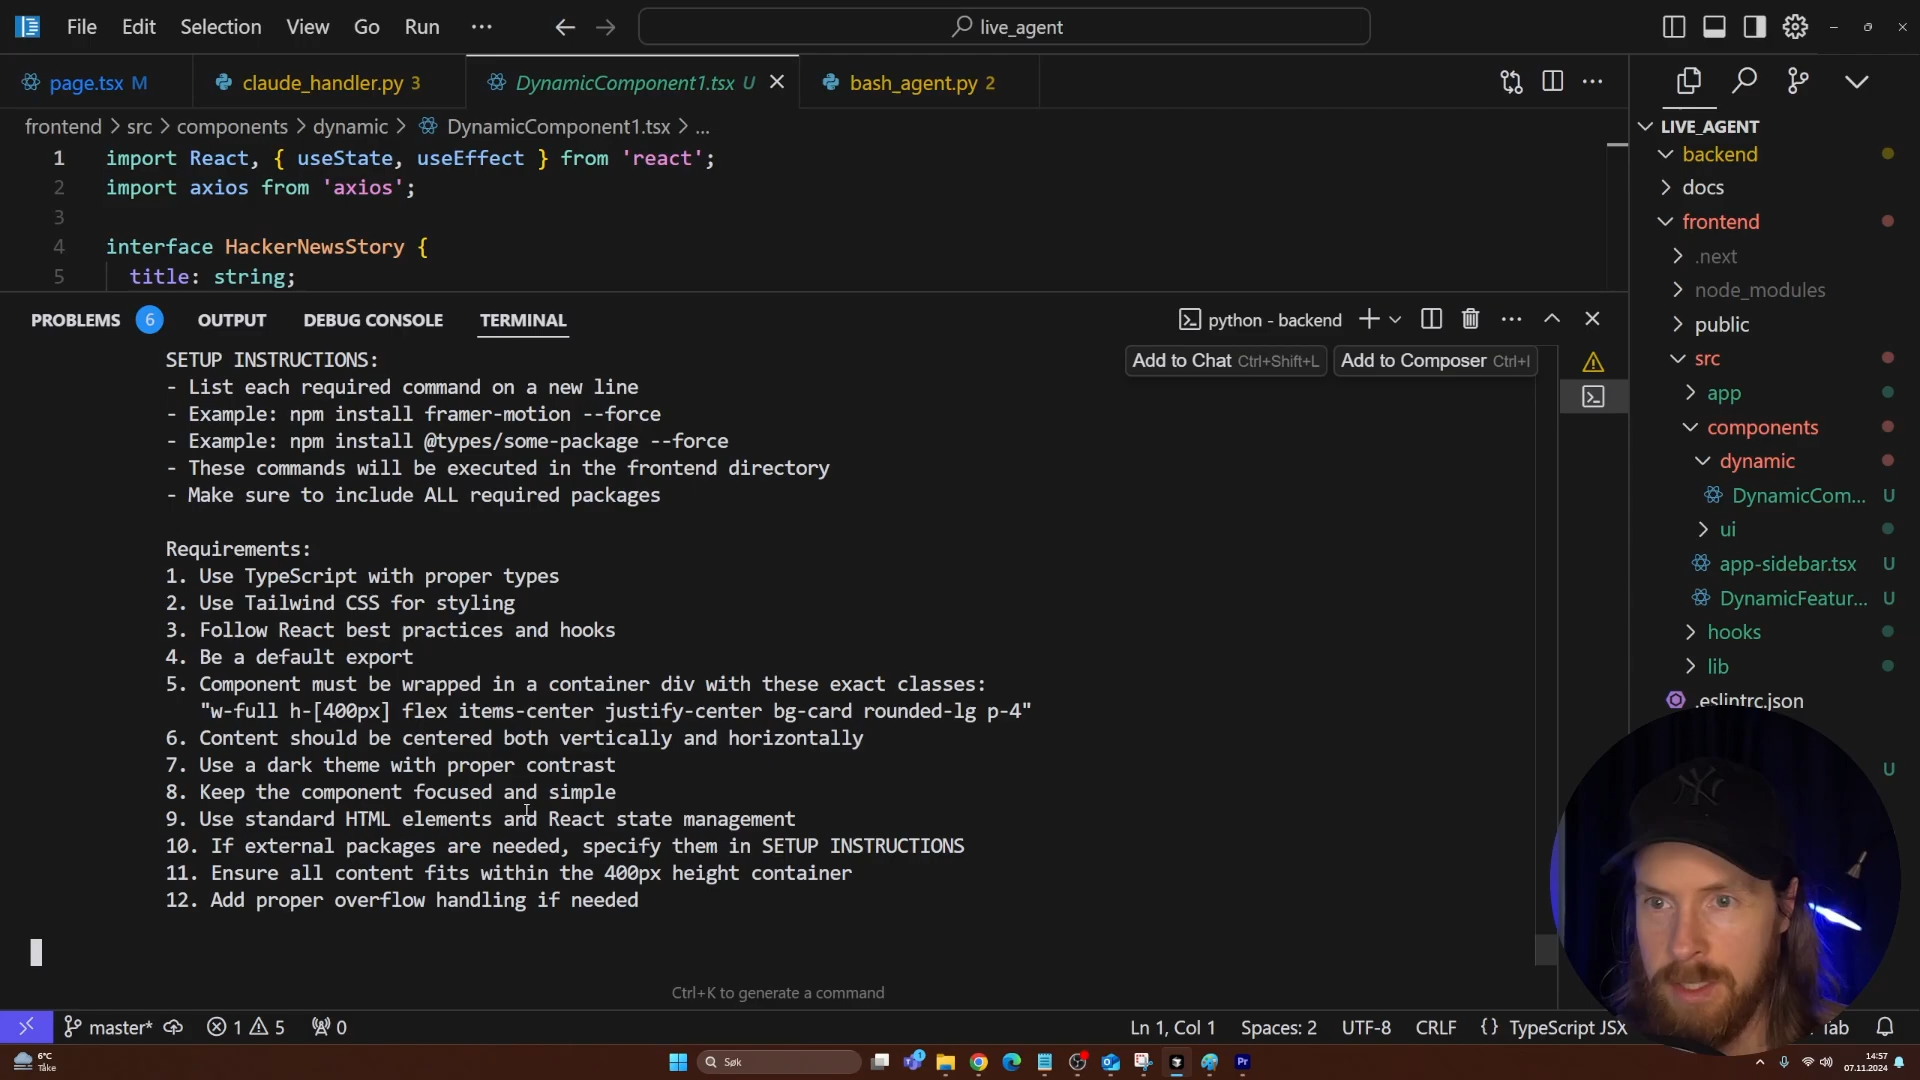 File Edit Selection View Go Run ··· live_agent
page.tsx M claude_handler.py 3 DynamicComponent1.tsx U bash_agent.py 2
frontend > src > components > dynamic > DynamicComponent1.tsx > ...
1 import React, { useState, useEffect } from 'react';
2 import axios from 'axios';
3
4 interface HackerNewsStory {
5 title: string;
PROBLEMS 6 OUTPUT DEBUG CONSOLE TERMINAL python - backend
Add to Chat Ctrl+Shift+L Add to Composer Ctrl+I
SETUP INSTRUCTIONS:
- List each required command on a new line
- Example: npm install framer-motion --force
- Example: npm install @types/some-package --force
- These commands will be executed in the frontend directory
- Make sure to include ALL required packages
Requirements:
1. Use TypeScript with proper types
2. Use Tailwind CSS for styling
3. Follow React best practices and hooks
4. Be a default export
5. Component must be wrapped in a container div with these exact classes:
"w-full h-[400px] flex items-center justify-center bg-card rounded-lg p-4"
6. Content should be centered both vertically and horizontally
7. Use a dark theme with proper contrast
8. Keep the component focused and simple
9. Use standard HTML elements and React state management
10. If external packages are needed, specify them in SETUP INSTRUCTIONS
11. Ensure all content fits within the 400px height container
12. Add proper overflow handling if needed
Ctrl+K to generate a command
LIVE_AGENT
backend
docs
frontend
.next
node_modules
public
src
app
components
dynamic
DynamicCom... U
ui
app-sidebar.tsx U
DynamicFeatur... U
hooks
lib
.eslintrc.json
U
master* 1 5 0 Ln 1, Col 1 Spaces: 2 UTF-8 CRLF {} TypeScript JSX Tab
6°C
Tåke
Søk
14:57
07.11.2024